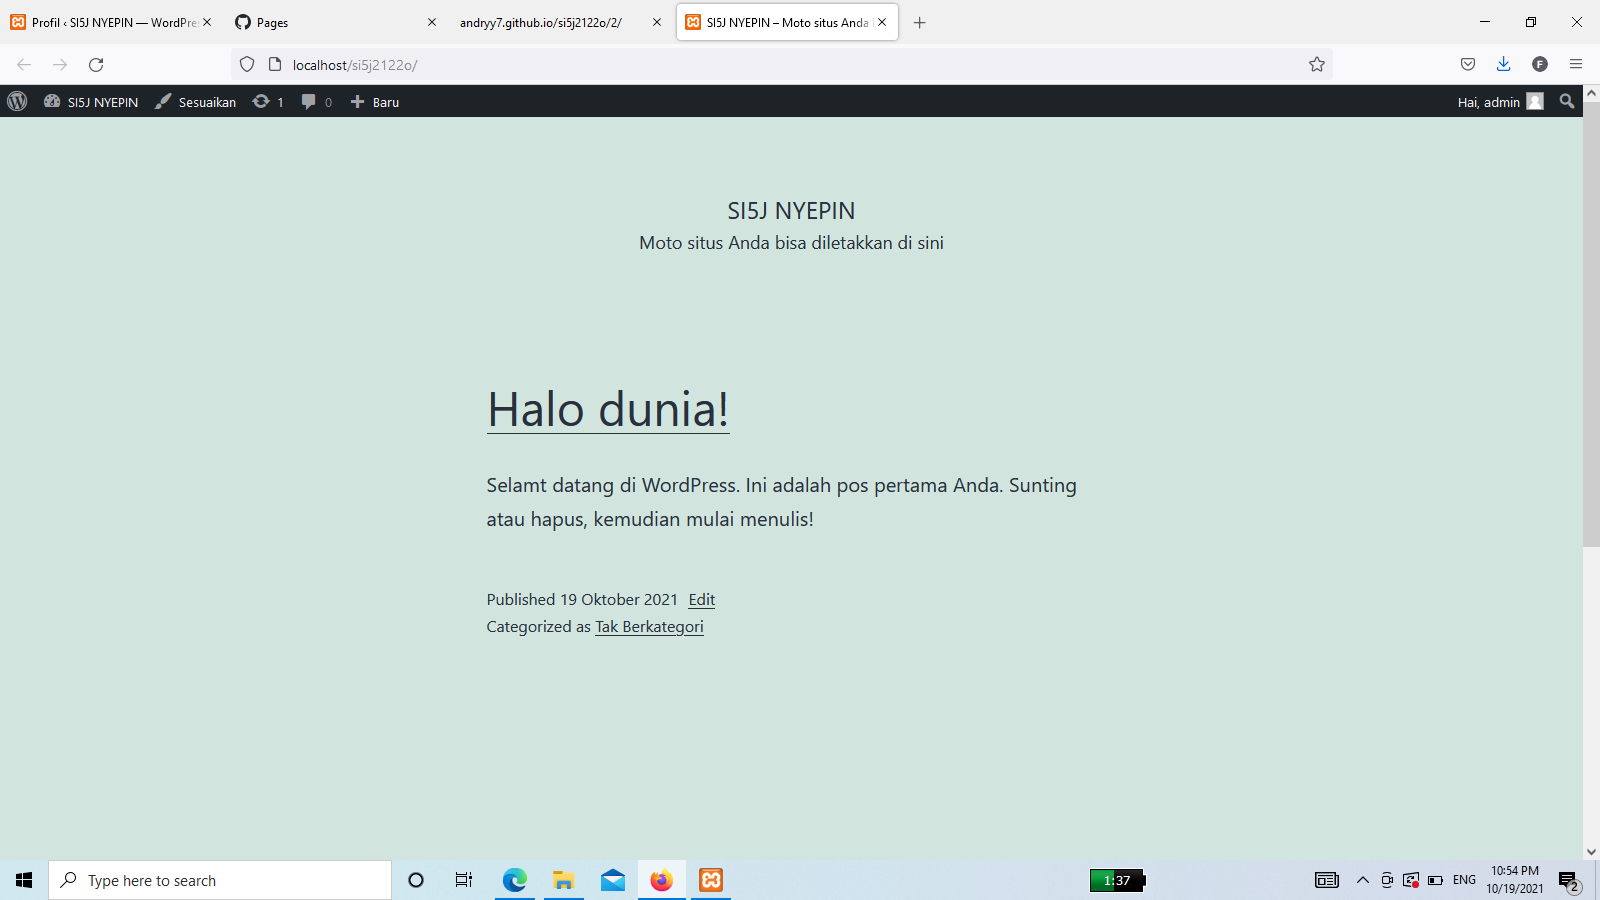 Profil ‹ SI5J NYEPIN — WordPre
Pages
andryy7.github.io/si5j2122o/2/
SI5J NYEPIN – Moto situs Anda
localhost/si5j2122o/
SI5J NYEPIN
Sesuaikan
1
0
Baru
Hai, admin
SI5J NYEPIN
Moto situs Anda bisa diletakkan di sini
Halo dunia!
Selamt datang di WordPress. Ini adalah pos pertama Anda. Sunting
atau hapus, kemudian mulai menulis!
Published 19 Oktober 2021 Edit
Categorized as Tak Berkategori
Type here to search
1:37
ENG
10:54 PM
10/19/2021
2